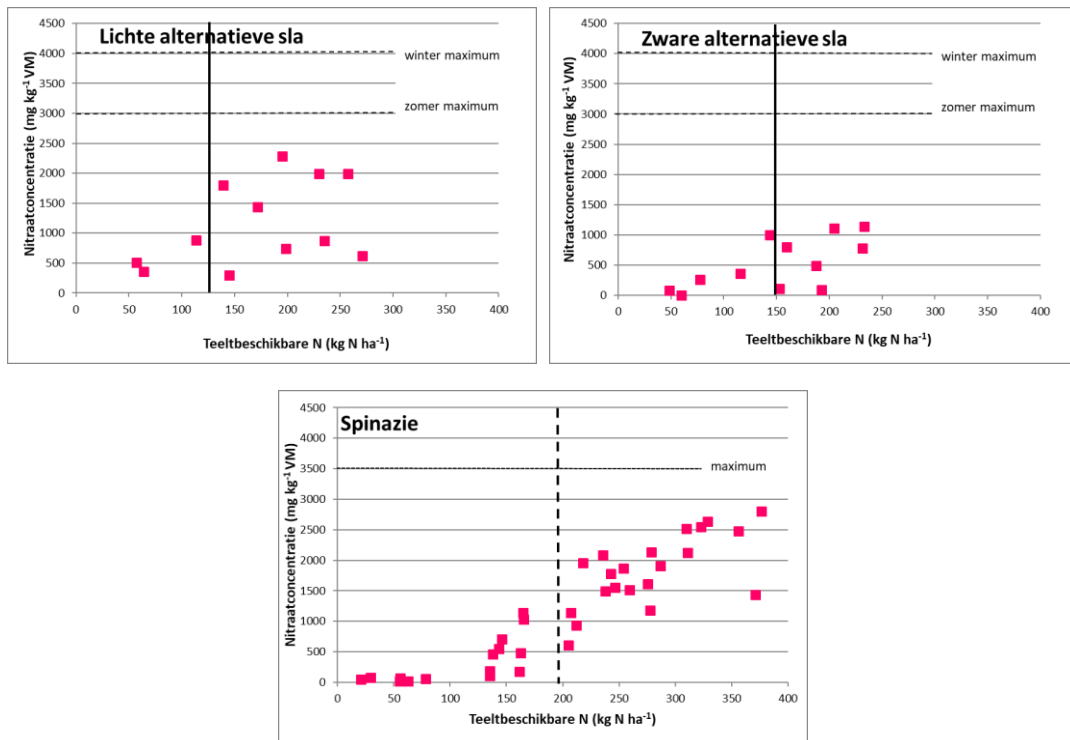 Lichte alternatieve sla
Nitraatconcentratie (mg kg⁻¹ VM)
4500
4000
3500
3000
2500
2000
1500
1000
500
0
winter maximum
zomer maximum
0 50 100 150 200 250 300 350 400
Teeltbeschikbare N (kg N ha⁻¹)
Zware alternatieve sla
Nitraatconcentratie (mg kg⁻¹ VM)
4500
4000
3500
3000
2500
2000
1500
1000
500
0
winter maximum
zomer maximum
0 50 100 150 200 250 300 350 400
Teeltbeschikbare N (kg N ha⁻¹)
Spinazie
Nitraatconcentratie (mg kg⁻¹ VM)
4500
4000
3500
3000
2500
2000
1500
1000
500
0
maximum
0 50 100 150 200 250 300 350 400
Teeltbeschikbare N (kg N ha⁻¹)